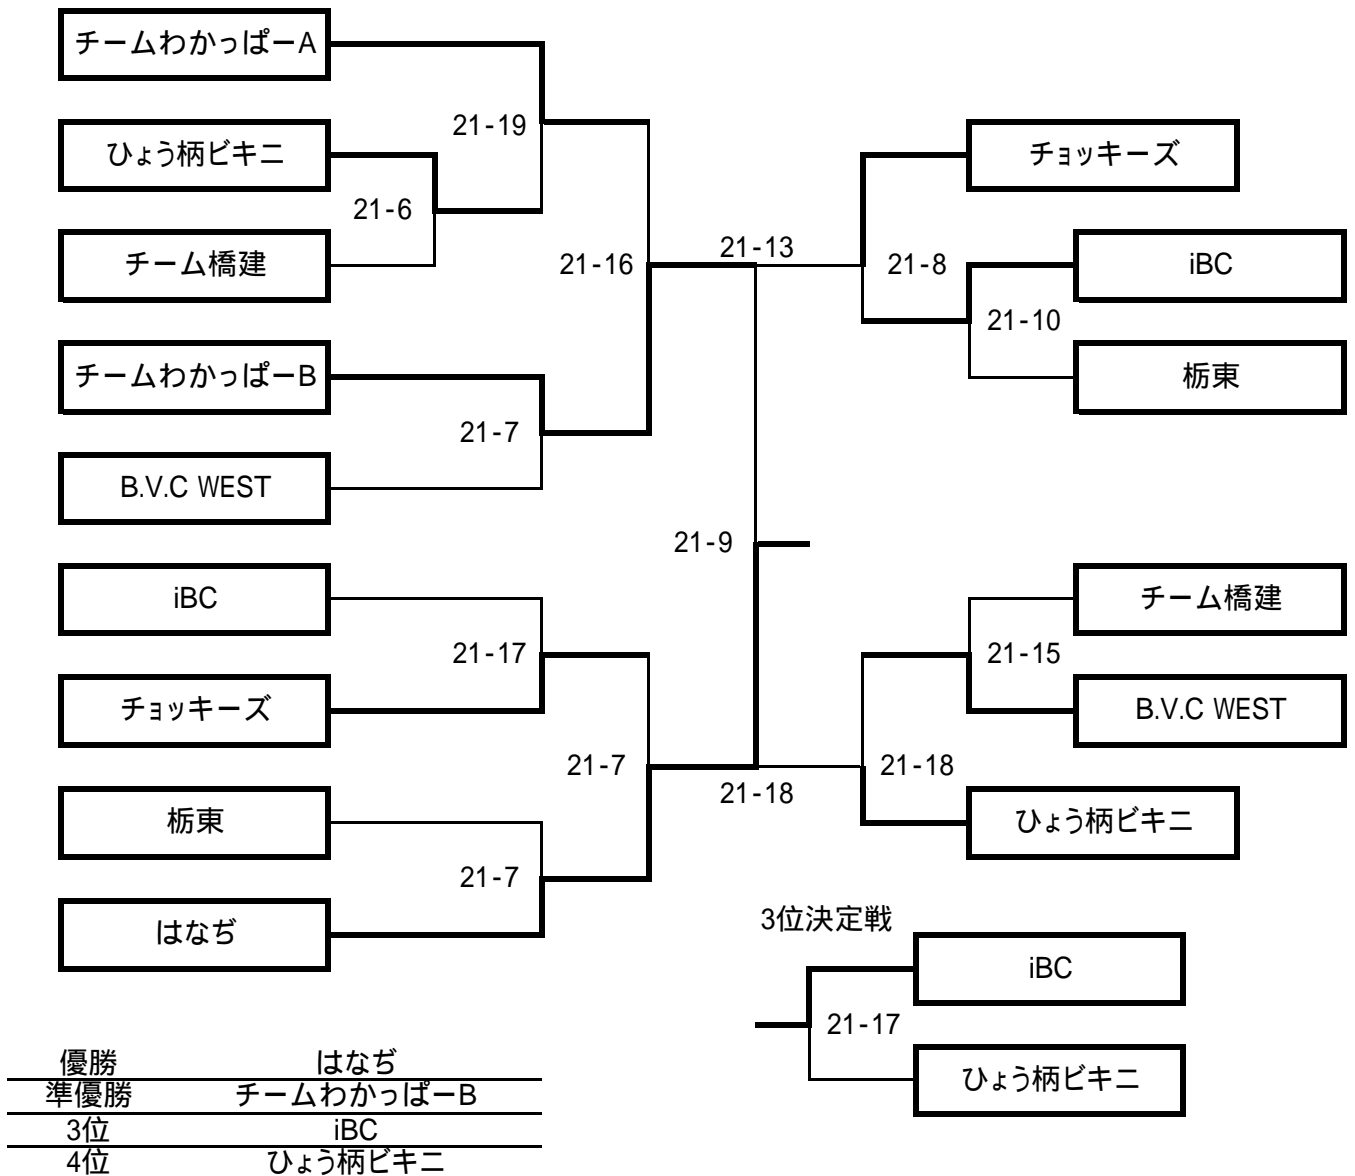 チームわかっぱーA
21-19
ひょう柄ビキニ
21-6
チーム橋建
21-16
チームわかっぱーB
21-7
B.V.C WEST
21-9
iBC
21-17
チョッキーズ
21-7
栃東
21-7
はなぢ
21-13
チョッキーズ
21-8
iBC
21-10
栃東
チーム橋建
21-15
B.V.C WEST
21-18
21-18
ひょう柄ビキニ
3位決定戦
iBC
21-17
ひょう柄ビキニ
優勝 はなぢ
準優勝 チームわかっぱーB
3位 iBC
4位 ひょう柄ビキニ